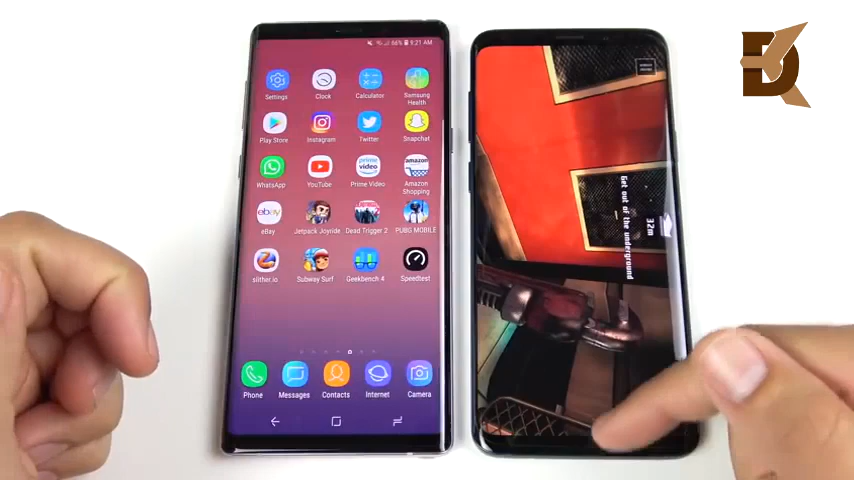 66% 9:21 AM
Settings Clock Calculator Samsung Health
Play Store Instagram Twitter Snapchat
WhatsApp YouTube Prime Video Amazon Shopping
prime video
amazon
ebay
eBay Jetpack Joyride Dead Trigger 2 PUBG MOBILE
slither.io Subway Surf Geekbench 4 Speedtest
Phone Messages Contacts Internet Camera
32m
Get out of the underground
DK